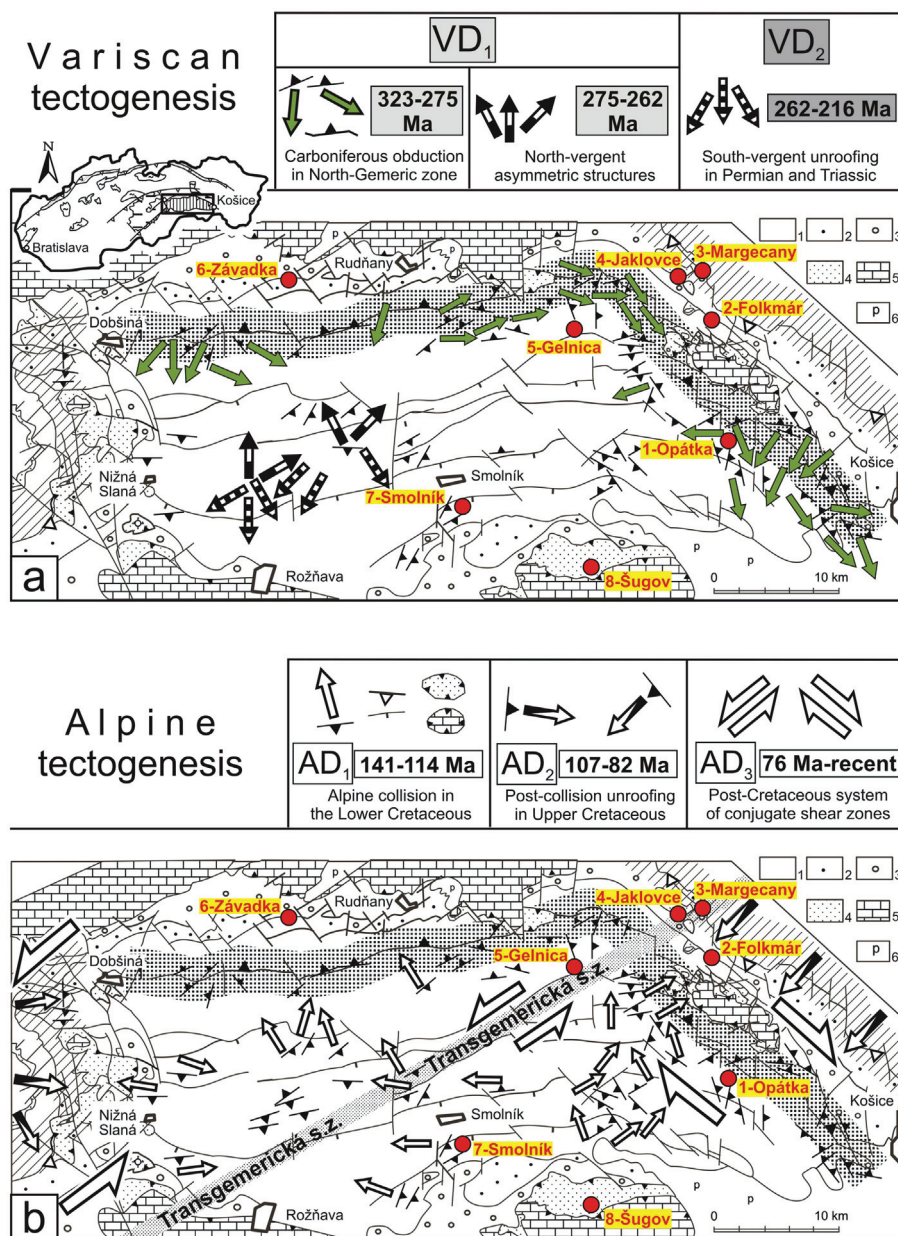 Variscan
tectogenesis
VD1
VD2
323-275
Ma
275-262
Ma
262-216 Ma
Carboniferous obduction
in North-Gemeric zone
North-vergent
asymmetric structures
South-vergent unroofing
in Permian and Triassic
N
Košice
Bratislava
1
2
3
4
5
p
6
p
p
6-Závadka
Rudňany
4-Jaklovce
3-Margecany
2-Folkmár
Dobšiná
5-Gelnica
1-Opátka
Košice
Nižná
Slaná
Smolník
7-Smolník
Rožňava
8-Šugov
p
p
0
10 km
a
Alpine
tectogenesis
AD1
141-114 Ma
AD2
107-82 Ma
AD3
76 Ma-recent
Alpine collision in
the Lower Cretaceous
Post-collision unroofing
in Upper Cretaceous
Post-Cretaceous system
of conjugate shear zones
1
2
3
4
5
p
6
p
p
6-Závadka
Rudňany
4-Jaklovce
3-Margecany
2-Folkmár
Dobšiná
5-Gelnica
Transgemerická s.z.
1-Opátka
Košice
Nižná
Slaná
Smolník
7-Smolník
Transgemerická s.z.
Rožňava
8-Šugov
p
p
0
10 km
b